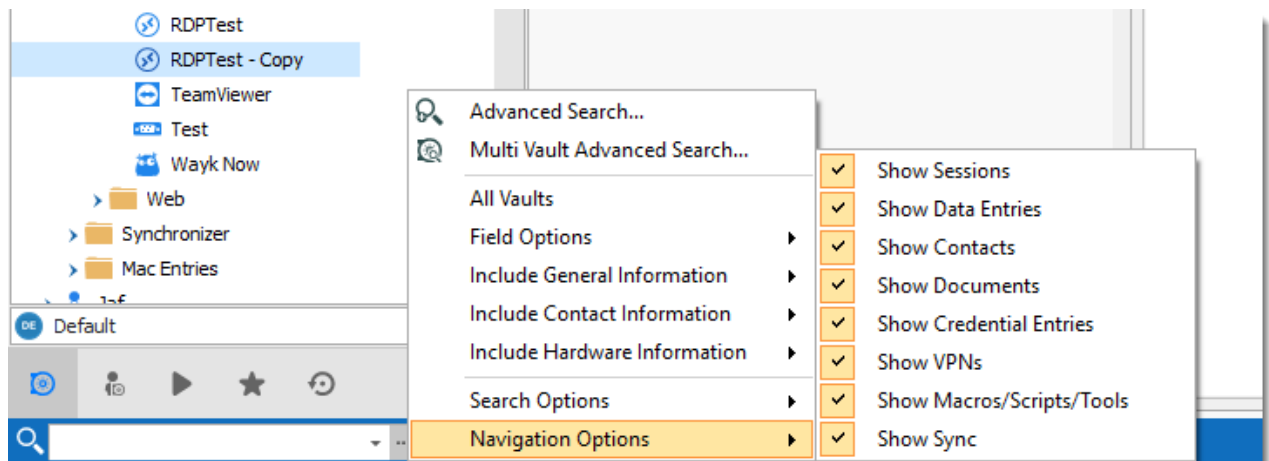 RDPTest
RDPTest - Copy
TeamViewer
Test
Wayk Now
Web
Synchronizer
Mac Entries
DE Default
Advanced Search...
Multi Vault Advanced Search...
All Vaults
Field Options
Include General Information
Include Contact Information
Include Hardware Information
Search Options
Navigation Options
Show Sessions
Show Data Entries
Show Contacts
Show Documents
Show Credential Entries
Show VPNs
Show Macros/Scripts/Tools
Show Sync